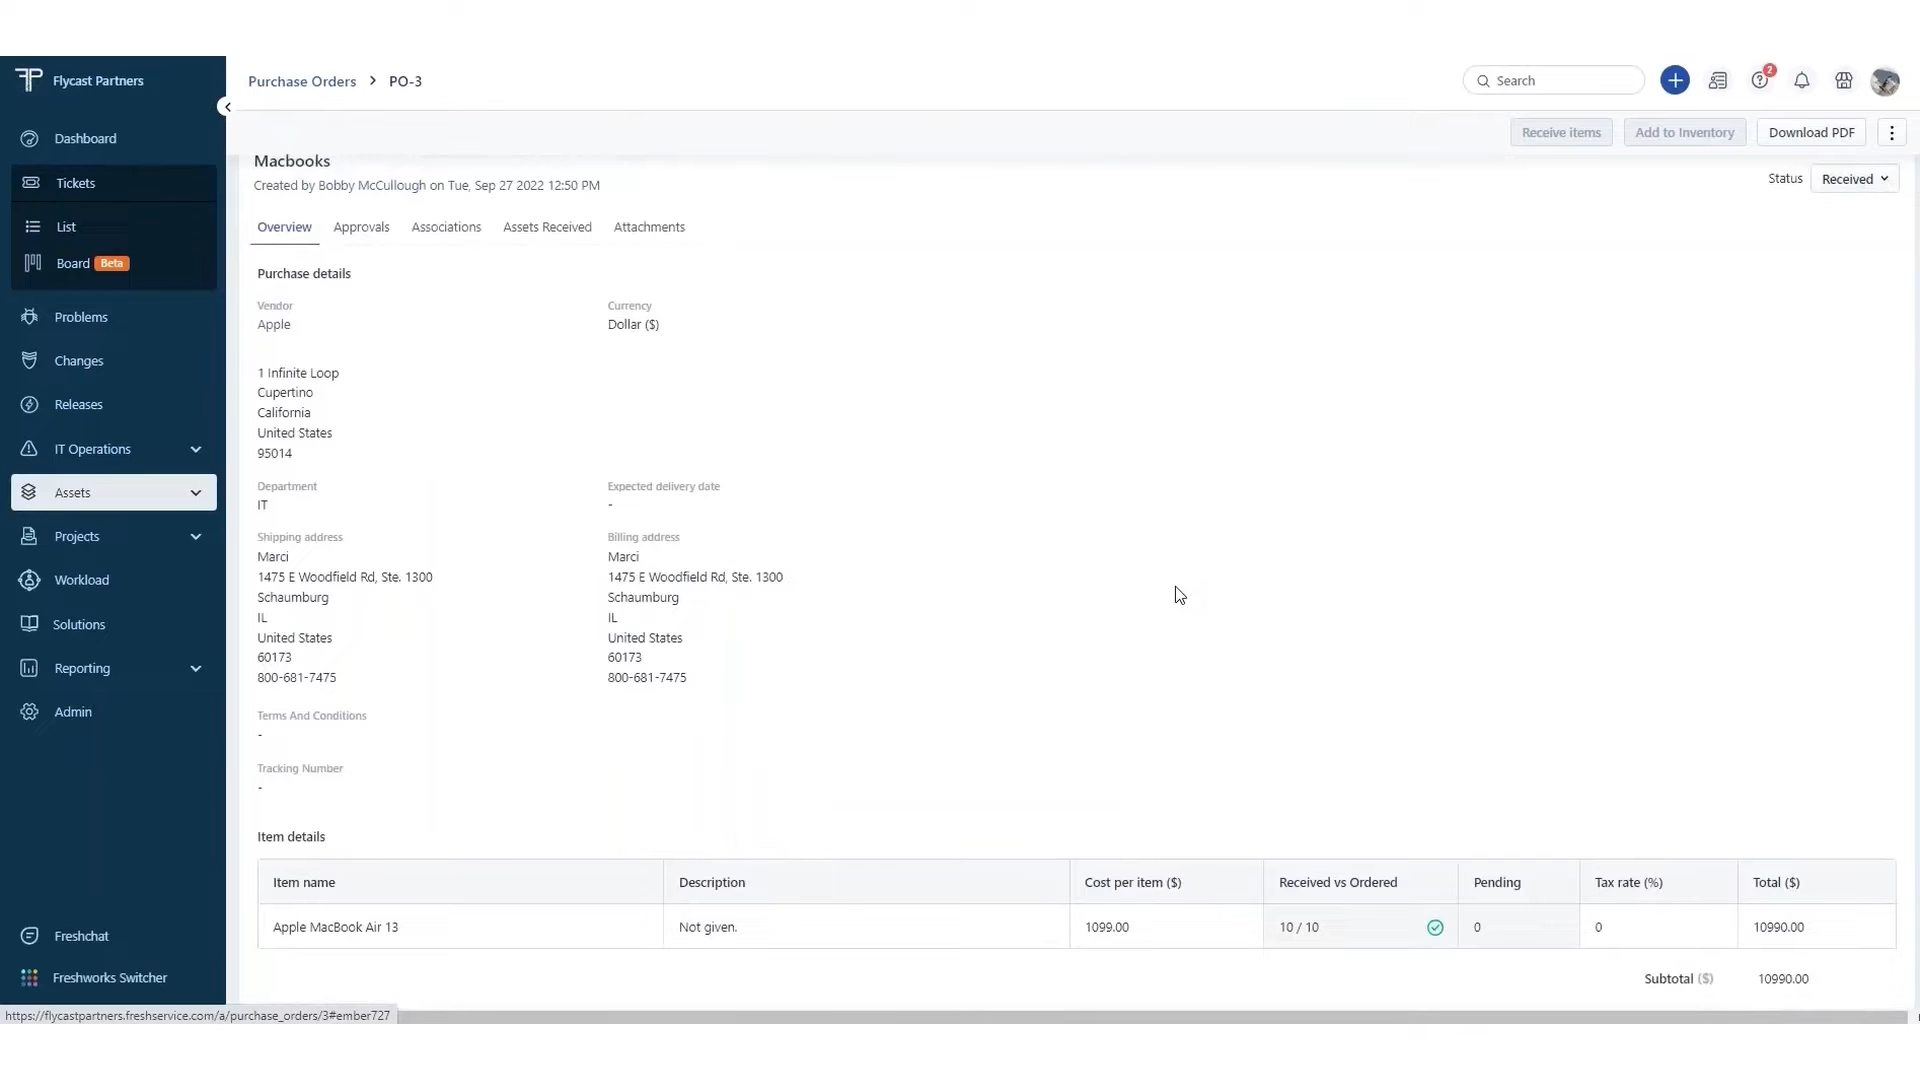 Flycast Partners
Purchase Orders > PO-3
Search
2
Receive items
Add to Inventory
Download PDF
Dashboard
Tickets
List
Board Beta
Problems
Changes
Releases
IT Operations
Assets
Projects
Workload
Solutions
Reporting
Admin
Freshchat
Freshworks Switcher
Macbooks
Created by Bobby McCullough on Tue, Sep 27 2022 12:50 PM
Status Received
Overview Approvals Associations Assets Received Attachments
Purchase details
Vendor
Apple
Currency
Dollar ($)
1 Infinite Loop
Cupertino
California
United States
95014
Department
IT
Expected delivery date
-
Shipping address
Marci
1475 E Woodfield Rd, Ste. 1300
Schaumburg
IL
United States
60173
800-681-7475
Billing address
Marci
1475 E Woodfield Rd, Ste. 1300
Schaumburg
IL
United States
60173
800-681-7475
Terms And Conditions
-
Tracking Number
-
Item details
Item name Description Cost per item ($) Received vs Ordered Pending Tax rate (%) Total ($)
Apple MacBook Air 13 Not given. 1099.00 10 / 10 0 0 10990.00
Subtotal ($) 10990.00
https://flycastpartners.freshservice.com/a/purchase_orders/3#ember727